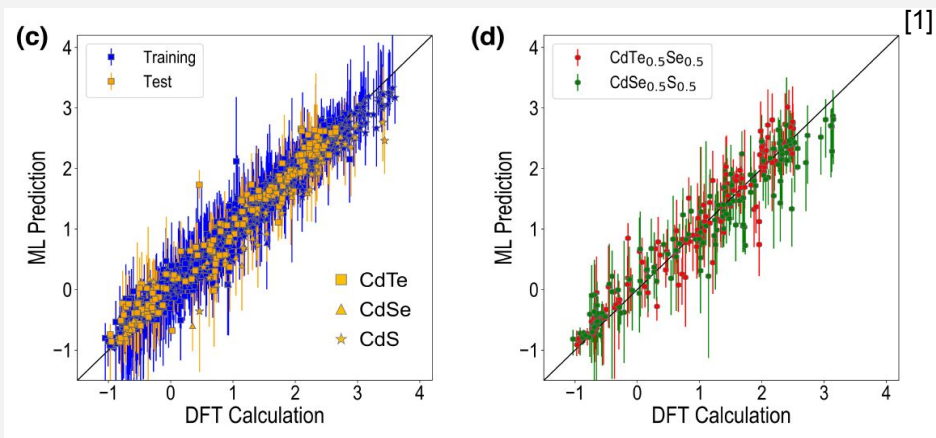 [1]
(c)
4
3
2
1
0
−1
ML Prediction
Training
Test
CdTe
CdSe
CdS
−1 0 1 2 3 4
DFT Calculation
(d)
4
3
2
1
0
−1
ML Prediction
CdTe₀.₅Se₀.₅
CdSe₀.₅S₀.₅
−1 0 1 2 3 4
DFT Calculation